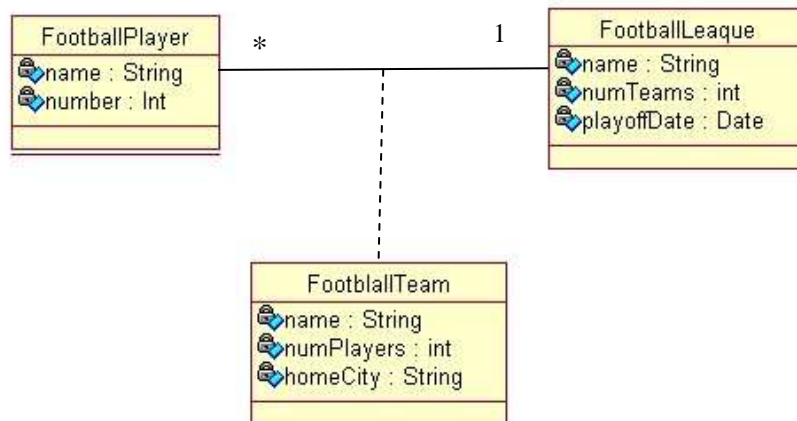 FootballPlayer
name : String
number : Int
*
1
FootballLeaque
name : String
numTeams : int
playoffDate : Date
FootblallTeam
name : String
numPlayers : int
homeCity : String